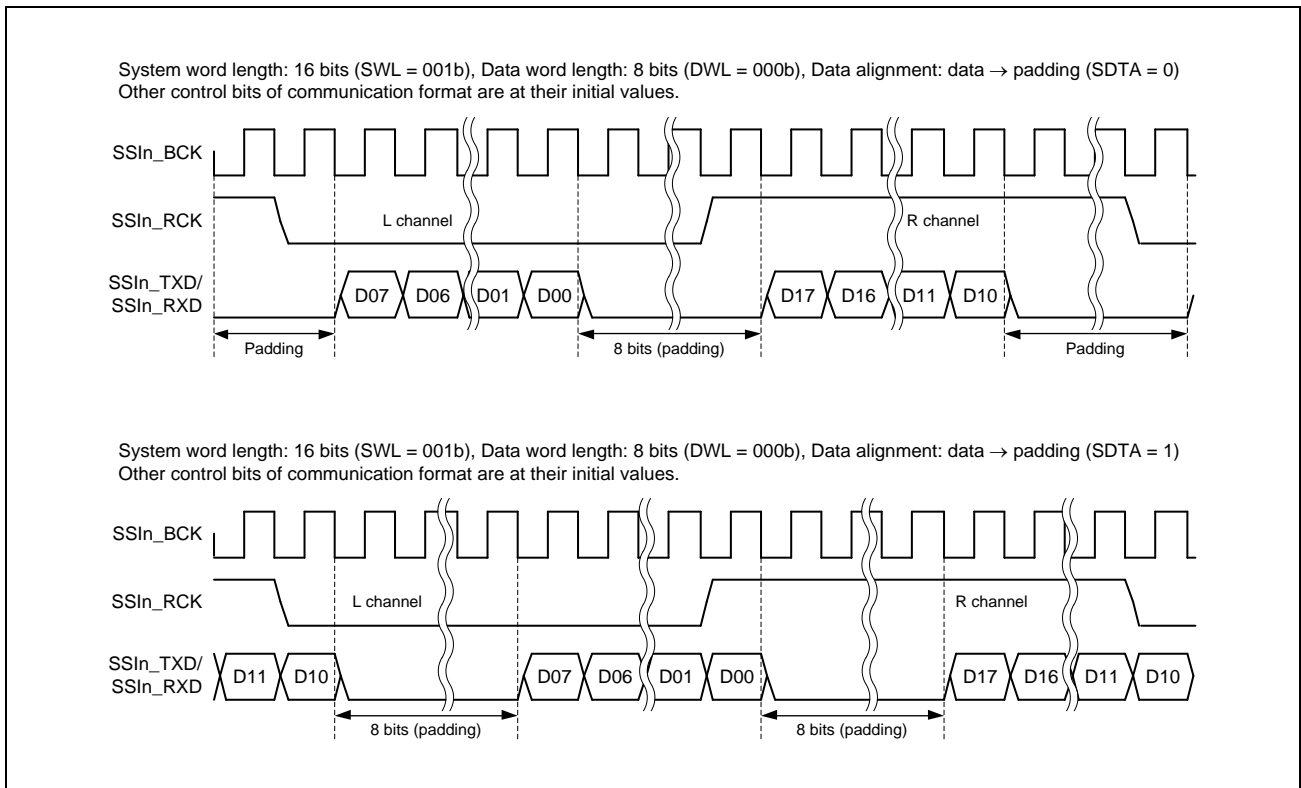 System word length: 16 bits (SWL = 001b), Data word length: 8 bits (DWL = 000b), Data alignment: data → padding (SDTA = 0)
Other control bits of communication format are at their initial values.
SSIn_BCK
SSIn_RCK
L channel
R channel
SSIn_TXD/
SSIn_RXD
D07 D06 D01 D00 D17 D16 D11 D10
Padding 8 bits (padding) Padding
System word length: 16 bits (SWL = 001b), Data word length: 8 bits (DWL = 000b), Data alignment: data → padding (SDTA = 1)
Other control bits of communication format are at their initial values.
SSIn_BCK
SSIn_RCK
L channel
R channel
SSIn_TXD/
SSIn_RXD
D11 D10 D07 D06 D01 D00 D17 D16 D11 D10
8 bits (padding) 8 bits (padding)